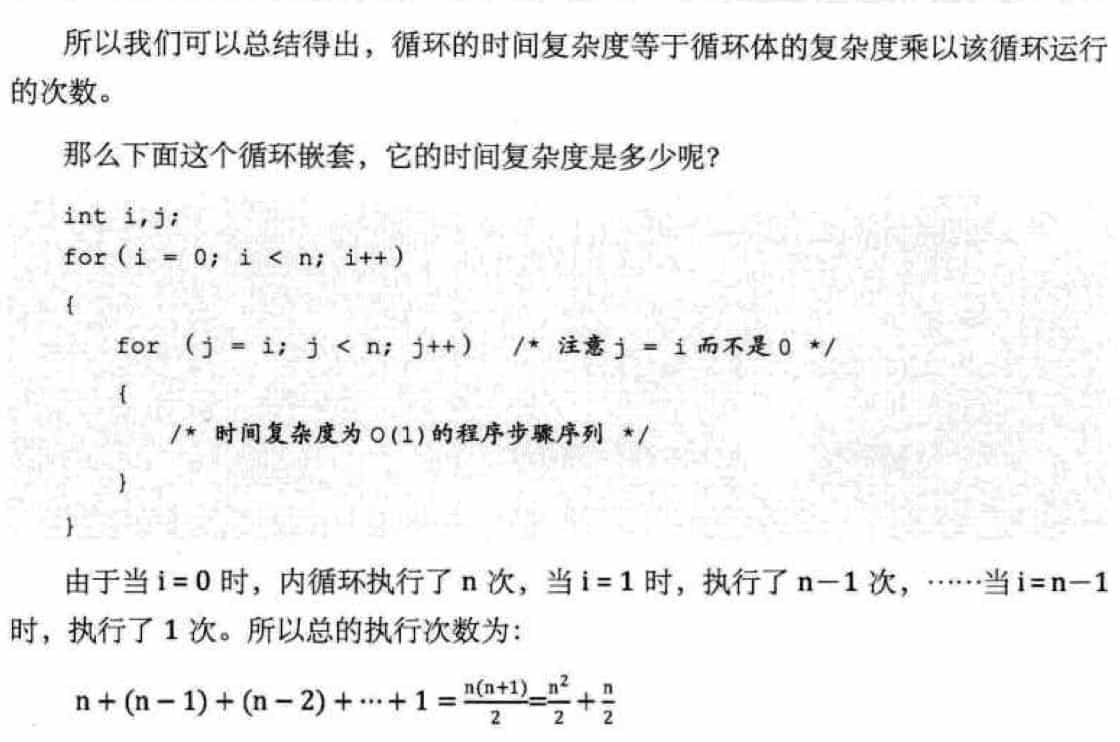 所以我们可以总结得出，循环的时间复杂度等于循环体的复杂度乘以该循环运行
的次数。
那么下面这个循环嵌套，它的时间复杂度是多少呢？
int i,j;
for(i = 0; i < n; i++)
{
for (j = i; j < n; j++) /* 注意 j = i 而不是 0 */
{
/* 时间复杂度为 O(1)的程序步骤序列 */
}
}
由于当 i = 0 时，内循环执行了 n 次，当 i = 1 时，执行了 n－1 次，……当 i=n－1
时，执行了 1 次。所以总的执行次数为：
n + (n − 1) + (n − 2) + ⋯ + 1 = n(n+1)/2 = n²/2 + n/2